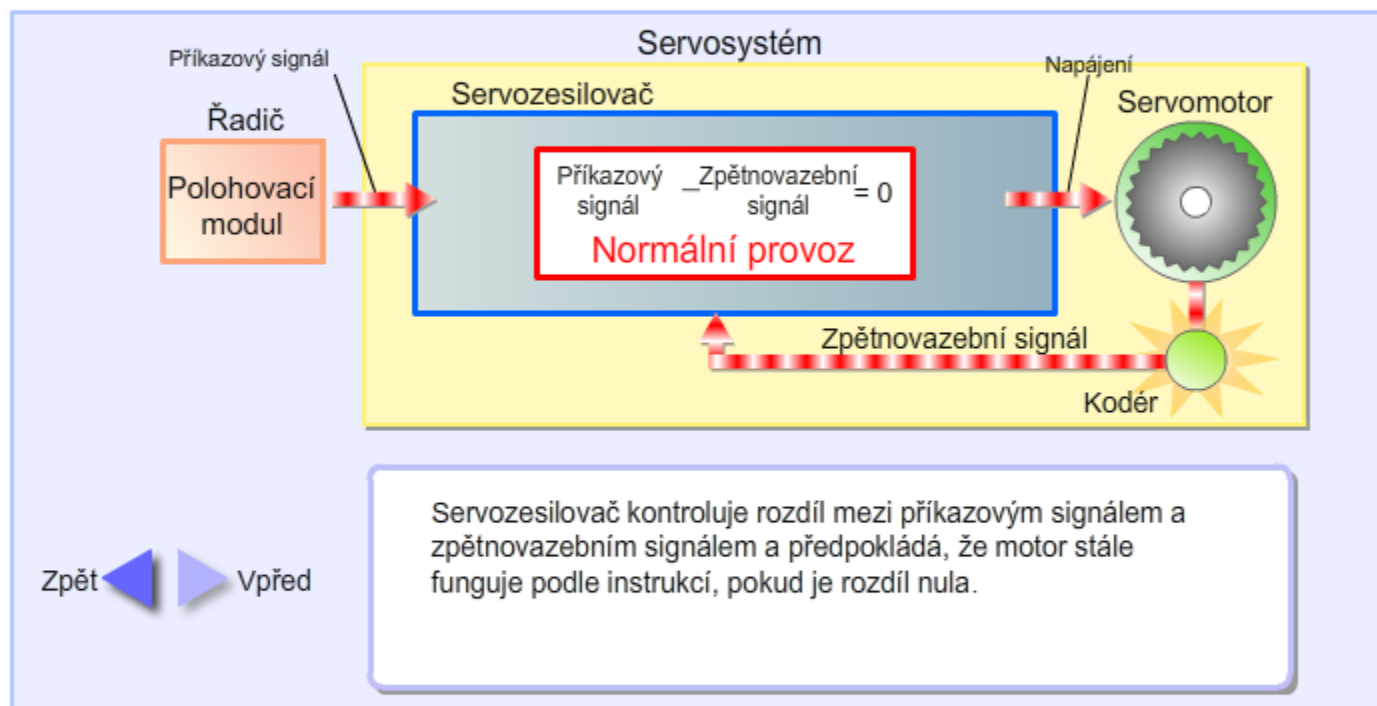 Servosystém
Příkazový signál
Napájení
Servozesilovač
Servomotor
Řadič
Polohovací
modul
Příkazový
signál
_Zpětnovazební
signál
= 0
Normální provoz
Zpětnovazební signál
Kodér
Servozesilovač kontroluje rozdíl mezi příkazovým signálem a
zpětnovazebním signálem a předpokládá, že motor stále
funguje podle instrukcí, pokud je rozdíl nula.
Zpět
Vpřed